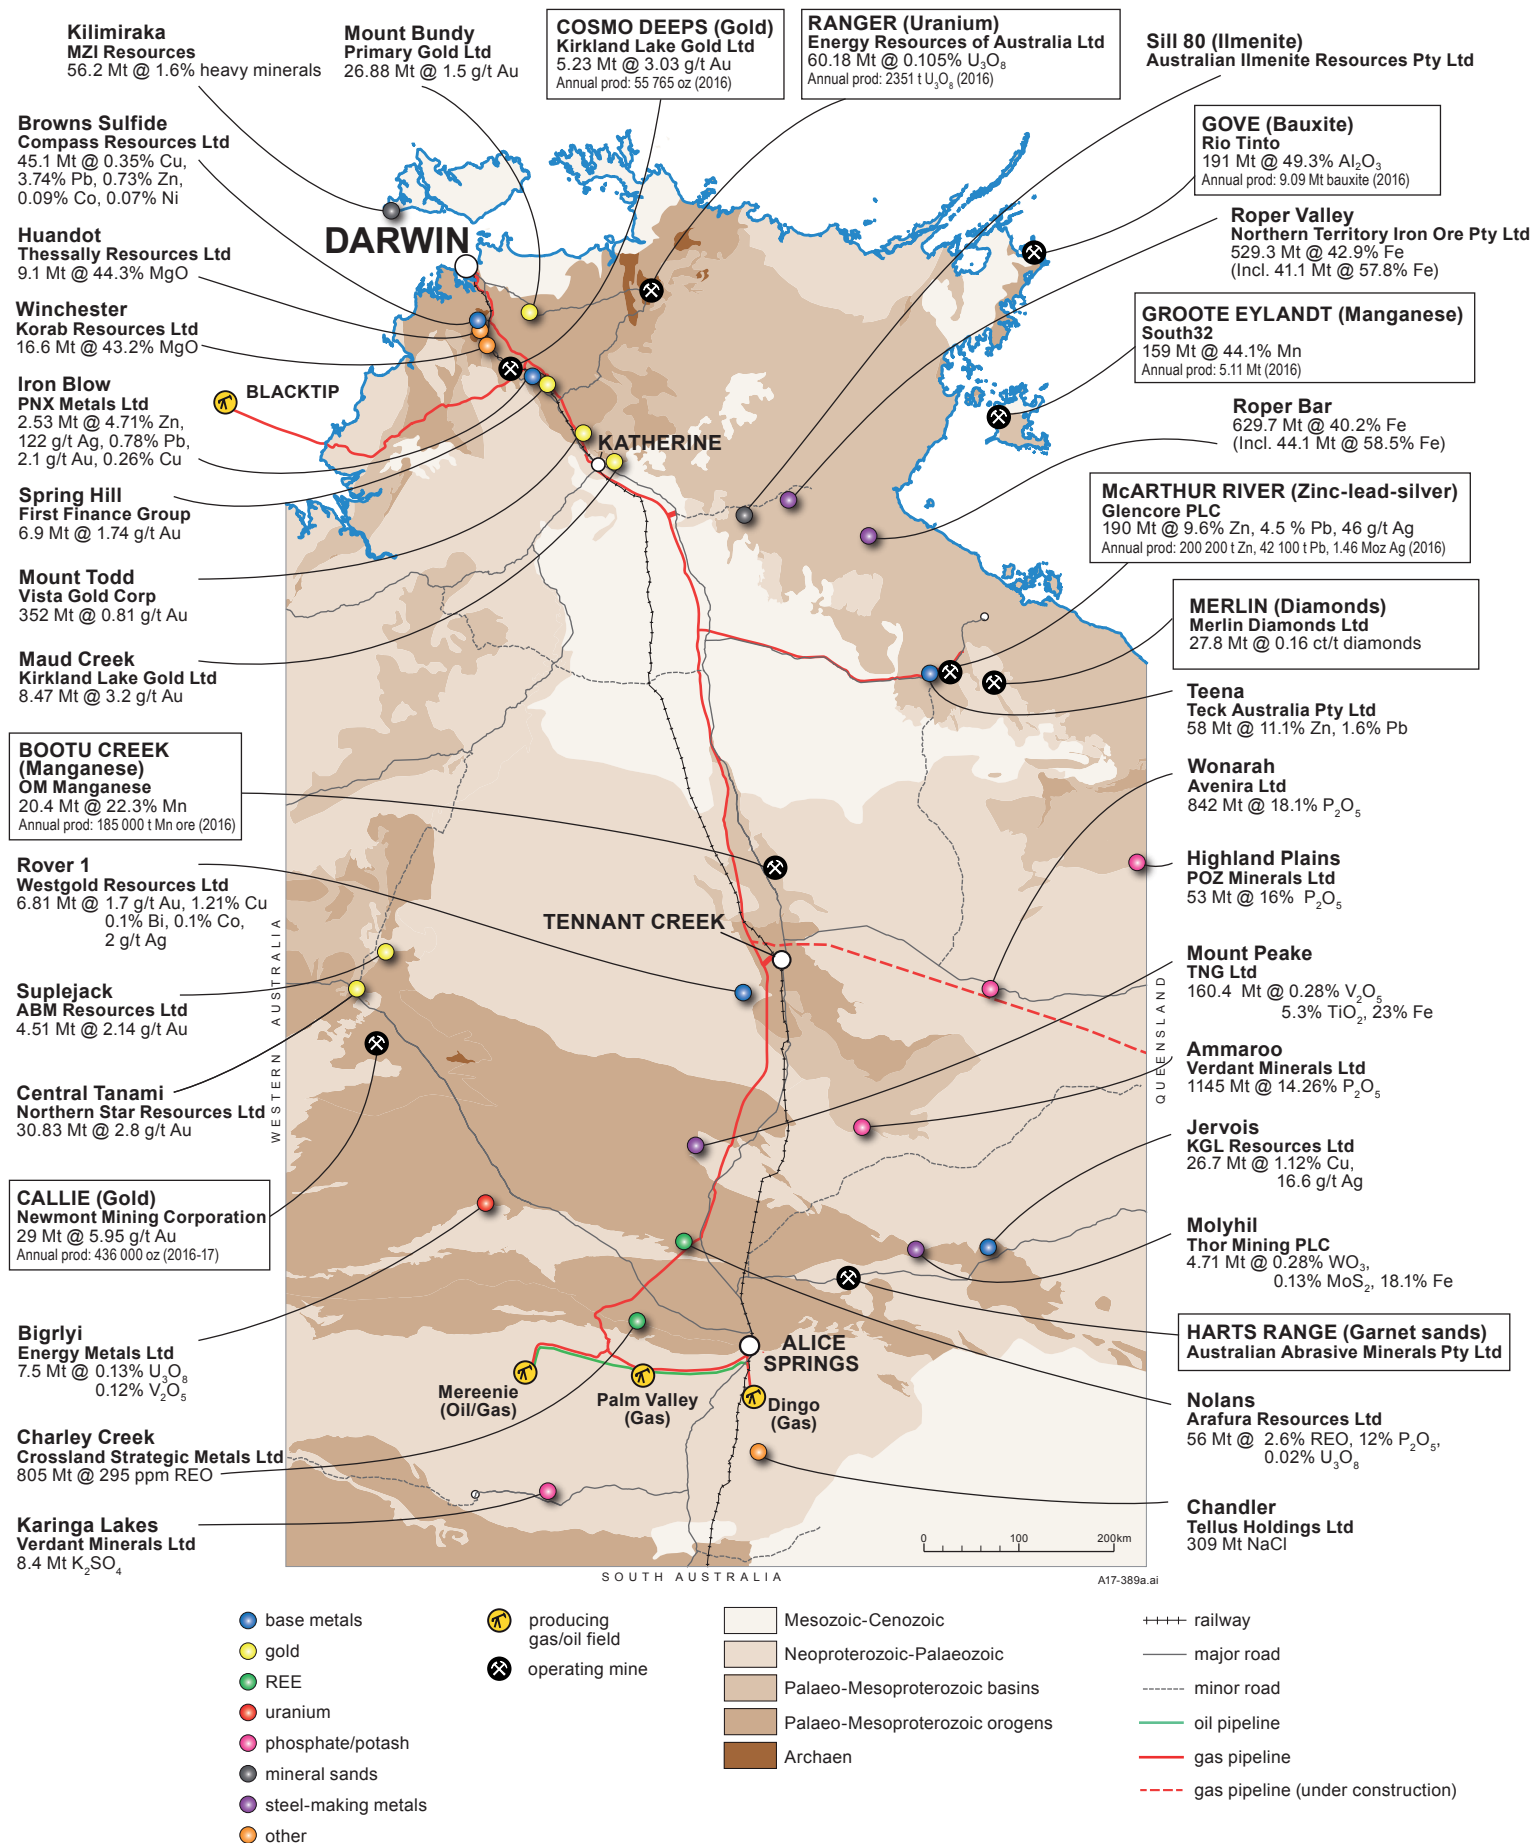 Kilimiraka
MZI Resources
56.2 Mt @ 1.6% heavy minerals
Mount Bundy
Primary Gold Ltd
26.88 Mt @ 1.5 g/t Au
COSMO DEEPS (Gold)
Kirkland Lake Gold Ltd
5.23 Mt @ 3.03 g/t Au
Annual prod: 55 765 oz (2016)
RANGER (Uranium)
Energy Resources of Australia Ltd
60.18 Mt @ 0.105% U₃O₈
Annual prod: 2351 t U₃O₈ (2016)
Sill 80 (Ilmenite)
Australian Ilmenite Resources Pty Ltd
Browns Sulfide
Compass Resources Ltd
45.1 Mt @ 0.35% Cu,
3.74% Pb, 0.73% Zn,
0.09% Co, 0.07% Ni
Huandot
Thessally Resources Ltd
9.1 Mt @ 44.3% MgO
Winchester
Korab Resources Ltd
16.6 Mt @ 43.2% MgO
Iron Blow
PNX Metals Ltd
2.53 Mt @ 4.71% Zn,
122 g/t Ag, 0.78% Pb,
2.1 g/t Au, 0.26% Cu
Spring Hill
First Finance Group
6.9 Mt @ 1.74 g/t Au
Mount Todd
Vista Gold Corp
352 Mt @ 0.81 g/t Au
Maud Creek
Kirkland Lake Gold Ltd
8.47 Mt @ 3.2 g/t Au
BOOTU CREEK
(Manganese)
OM Manganese
20.4 Mt @ 22.3% Mn
Annual prod: 185 000 t Mn ore (2016)
Rover 1
Westgold Resources Ltd
6.81 Mt @ 1.7 g/t Au, 1.21% Cu
0.1% Bi, 0.1% Co,
2 g/t Ag
Suplejack
ABM Resources Ltd
4.51 Mt @ 2.14 g/t Au
Central Tanami
Northern Star Resources Ltd
30.83 Mt @ 2.8 g/t Au
CALLIE (Gold)
Newmont Mining Corporation
29 Mt @ 5.95 g/t Au
Annual prod: 436 000 oz (2016-17)
Bigrlyi
Energy Metals Ltd
7.5 Mt @ 0.13% U₃O₈
0.12% V₂O₅
Charley Creek
Crossland Strategic Metals Ltd
805 Mt @ 295 ppm REO
Karinga Lakes
Verdant Minerals Ltd
8.4 Mt K₂SO₄
DARWIN
BLACKTIP
KATHERINE
TENNANT CREEK
ALICE
SPRINGS
Mereenie
(Oil/Gas)
Palm Valley
(Gas)
Dingo
(Gas)
WESTERN AUSTRALIA
QUEENSLAND
SOUTH AUSTRALIA
0 100 200km
A17-389a.ai
GOVE (Bauxite)
Rio Tinto
191 Mt @ 49.3% Al₂O₃
Annual prod: 9.09 Mt bauxite (2016)
Roper Valley
Northern Territory Iron Ore Pty Ltd
529.3 Mt @ 42.9% Fe
(Incl. 41.1 Mt @ 57.8% Fe)
GROOTE EYLANDT (Manganese)
South32
159 Mt @ 44.1% Mn
Annual prod: 5.11 Mt (2016)
Roper Bar
629.7 Mt @ 40.2% Fe
(Incl. 44.1 Mt @ 58.5% Fe)
McARTHUR RIVER (Zinc-lead-silver)
Glencore PLC
190 Mt @ 9.6% Zn, 4.5 % Pb, 46 g/t Ag
Annual prod: 200 200 t Zn, 42 100 t Pb, 1.46 Moz Ag (2016)
MERLIN (Diamonds)
Merlin Diamonds Ltd
27.8 Mt @ 0.16 ct/t diamonds
Teena
Teck Australia Pty Ltd
58 Mt @ 11.1% Zn, 1.6% Pb
Wonarah
Avenira Ltd
842 Mt @ 18.1% P₂O₅
Highland Plains
POZ Minerals Ltd
53 Mt @ 16% P₂O₅
Mount Peake
TNG Ltd
160.4 Mt @ 0.28% V₂O₅
5.3% TiO₂, 23% Fe
Ammaroo
Verdant Minerals Ltd
1145 Mt @ 14.26% P₂O₅
Jervois
KGL Resources Ltd
26.7 Mt @ 1.12% Cu,
16.6 g/t Ag
Molyhil
Thor Mining PLC
4.71 Mt @ 0.28% WO₃,
0.13% MoS₂, 18.1% Fe
HARTS RANGE (Garnet sands)
Australian Abrasive Minerals Pty Ltd
Nolans
Arafura Resources Ltd
56 Mt @ 2.6% REO, 12% P₂O₅,
0.02% U₃O₈
Chandler
Tellus Holdings Ltd
309 Mt NaCl
base metals
gold
REE
uranium
phosphate/potash
mineral sands
steel-making metals
other
producing
gas/oil field
operating mine
Mesozoic-Cenozoic
Neoproterozoic-Palaeozoic
Palaeo-Mesoproterozoic basins
Palaeo-Mesoproterozoic orogens
Archaen
railway
major road
minor road
oil pipeline
gas pipeline
gas pipeline (under construction)